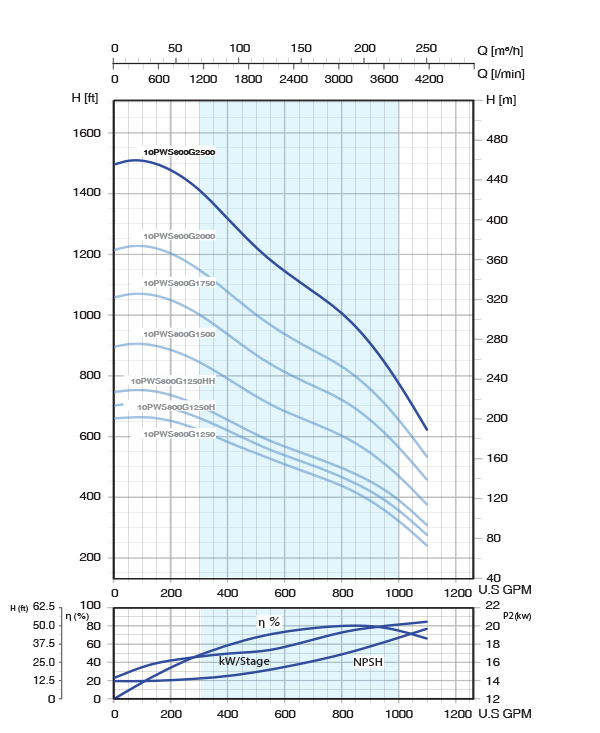 0 50 100 150 200 250 Q [m³/h]
0 600 1200 1800 2400 3000 3600 4200 Q [l/min]
H [ft] H [m]
1600
480
10PWS800G2500
440
1400
400
10PWS800G2000
1200
360
10PWS800G1750
320
1000
10PWS800G1500
280
800
10PWS800G1250HH
240
10PWS800G1250H
200
10PWS800G1250
600
160
400
120
80
200
40
0 200 400 600 800 1000 1200 U.S GPM
H (ft) 62.5 η (%) 100 22 P2(kw)
50.0 80 η % 20
37.5 60 18
25.0 40 kW/Stage NPSH 16
12.5 20 14
0 0 12
0 200 400 600 800 1000 1200 U.S GPM